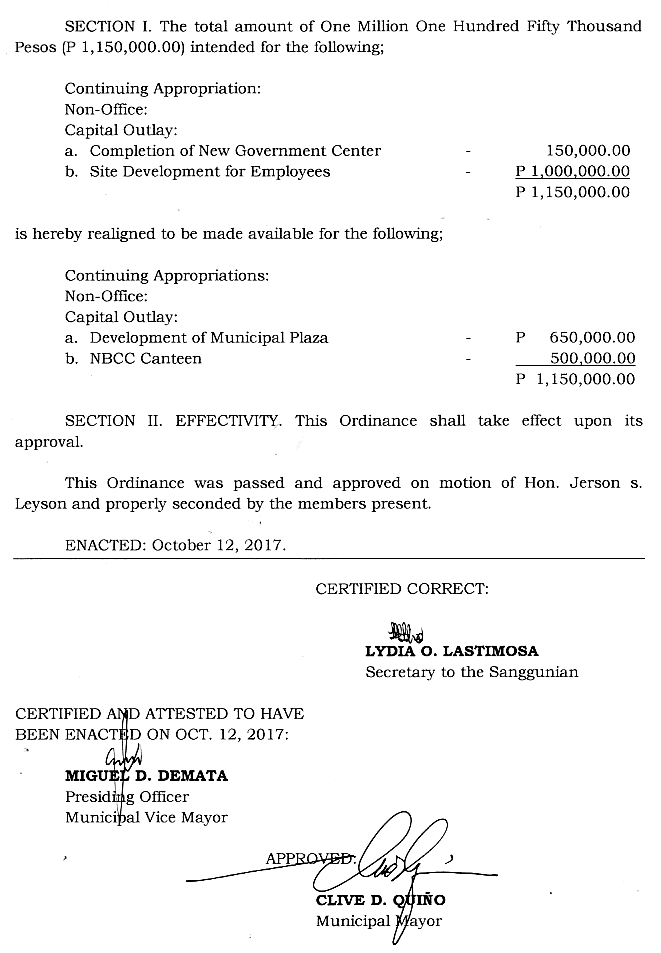 SECTION I. The total amount of One Million One Hundred Fifty Thousand
Pesos (P 1,150,000.00) intended for the following;
Continuing Appropriation:
Non-Office:
Capital Outlay:
a. Completion of New Government Center - 150,000.00
b. Site Development for Employees - P 1,000,000.00
P 1,150,000.00
is hereby realigned to be made available for the following;
Continuing Appropriations:
Non-Office:
Capital Outlay:
a. Development of Municipal Plaza - P 650,000.00
b. NBCC Canteen - 500,000.00
P 1,150,000.00
SECTION II. EFFECTIVITY. This Ordinance shall take effect upon its
approval.
This Ordinance was passed and approved on motion of Hon. Jerson s.
Leyson and properly seconded by the members present.
ENACTED: October 12, 2017.
CERTIFIED CORRECT:
LYDIA O. LASTIMOSA
Secretary to the Sanggunian
CERTIFIED AND ATTESTED TO HAVE
BEEN ENACTED ON OCT. 12, 2017:
MIGUEL D. DEMATA
Presiding Officer
Municipal Vice Mayor
APPROVED:
CLIVE D. QUIÑO
Municipal Mayor